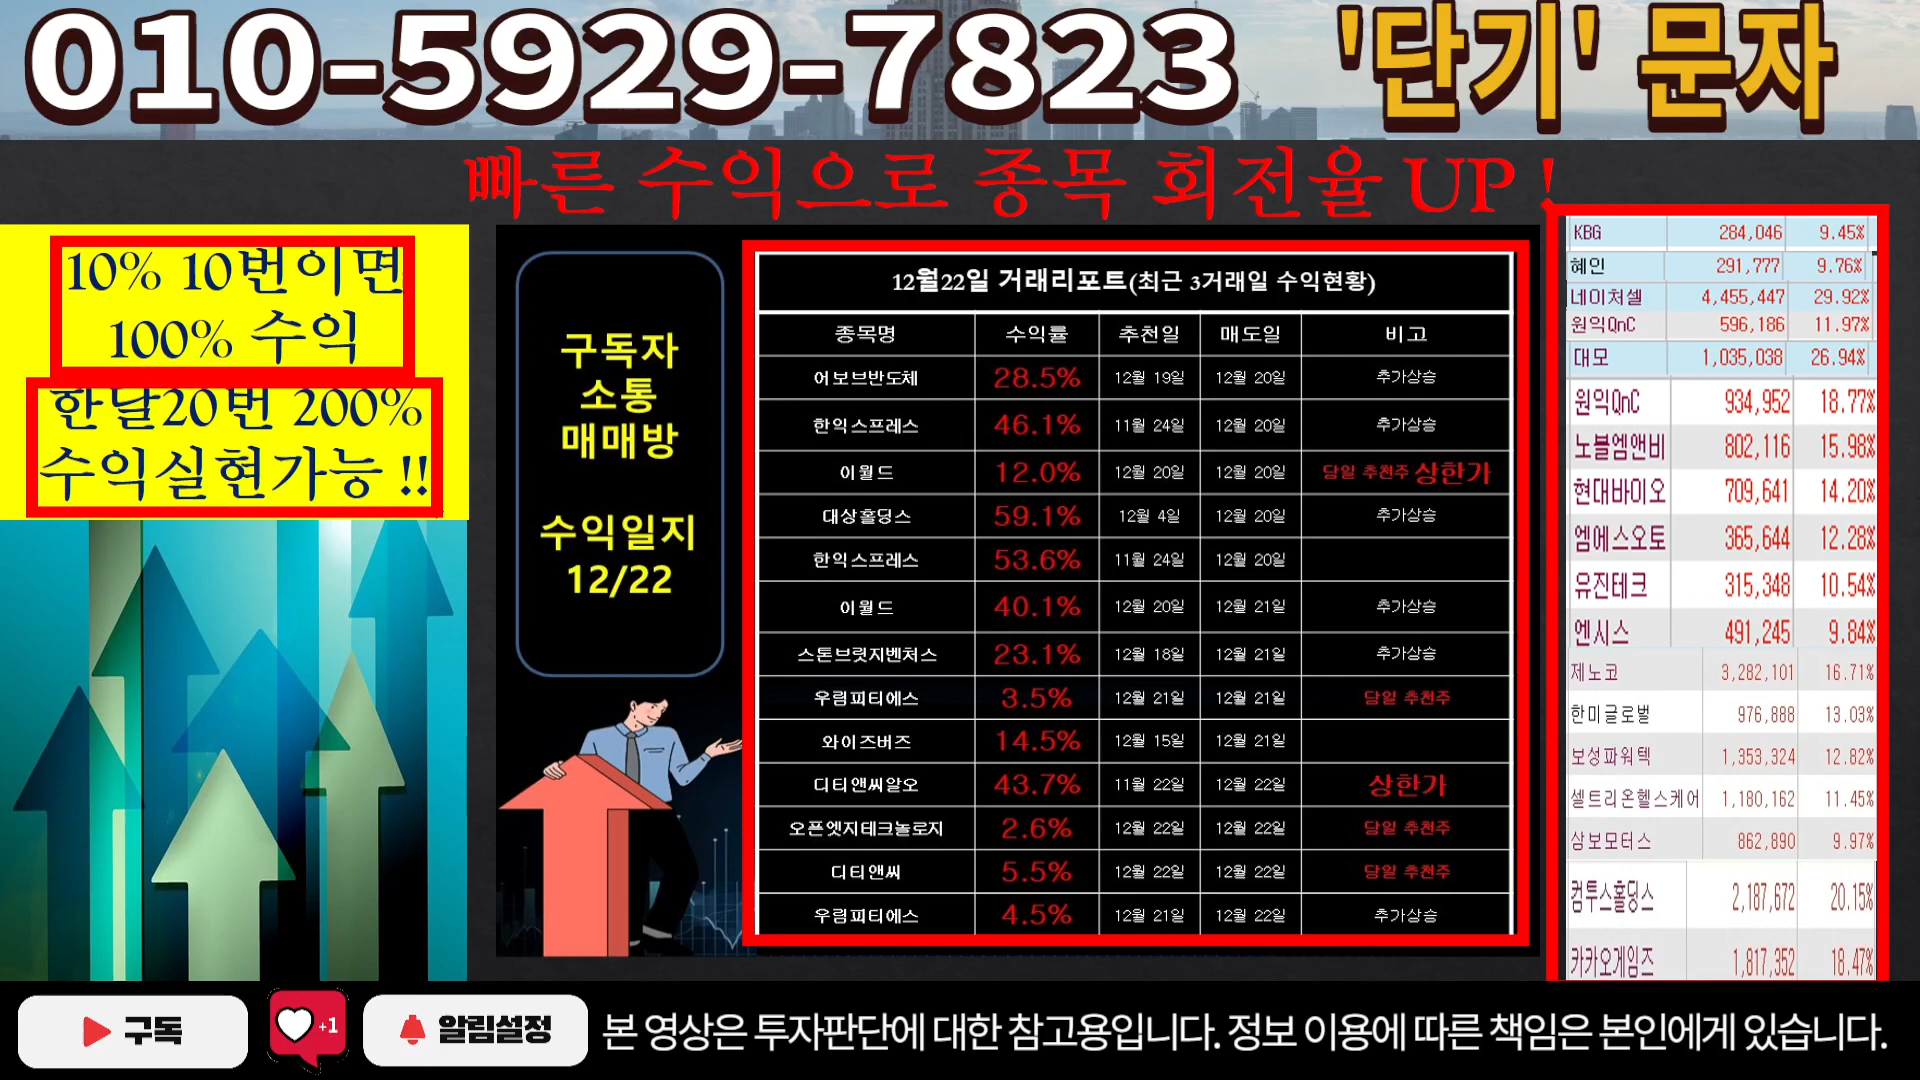 010-5929-7823 '단기' 문자
빠른 수익으로 종목 회전율 UP !
10% 10번이면
100% 수익
한달20번 200%
수익실현가능 !!
구독자
소통
매매방
수익일지
12/22
12월22일 거래리포트(최근 3거래일 수익현황)
종목명 수익률 추천일 매도일 비고
어보브반도체 28.5% 12월 19일 12월 20일 추가상승
한익스프레스 46.1% 11월 24일 12월 20일 추가상승
이월드 12.0% 12월 20일 12월 20일 당일 추천주 상한가
대상홀딩스 59.1% 12월 4일 12월 20일 추가상승
한익스프레스 53.6% 11월 24일 12월 20일
이월드 40.1% 12월 20일 12월 21일 추가상승
스톤브릿지벤처스 23.1% 12월 18일 12월 21일 추가상승
우림피티에스 3.5% 12월 21일 12월 21일 당일 추천주
와이즈버즈 14.5% 12월 15일 12월 21일
디티앤씨알오 43.7% 11월 22일 12월 22일 상한가
오픈엣지테크놀로지 2.6% 12월 22일 12월 22일 당일 추천주
디티앤씨 5.5% 12월 22일 12월 22일 당일 추천주
우림피티에스 4.5% 12월 21일 12월 22일 추가상승
KBG 284,046 9.45%
혜인 291,777 9.76%
네이처셀 4,455,447 29.92%
원익QnC 596,186 11.97%
대모 1,035,038 26.94%
원익QnC 934,952 18.77%
노블엠앤비 802,116 15.98%
현대바이오 709,641 14.20%
엠에스오토 365,644 12.28%
유진테크 315,348 10.54%
엔시스 491,245 9.84%
제노코 3,282,101 16.71%
한미글로벌 976,888 13.03%
보성파워텍 1,353,324 12.82%
셀트리온헬스케어 1,180,162 11.45%
삼보모터스 862,890 9.97%
컴투스홀딩스 2,187,672 20.15%
카카오게임즈 1,817,352 18.47%
구독 +1 알림설정 본 영상은 투자판단에 대한 참고용입니다. 정보 이용에 따른 책임은 본인에게 있습니다.